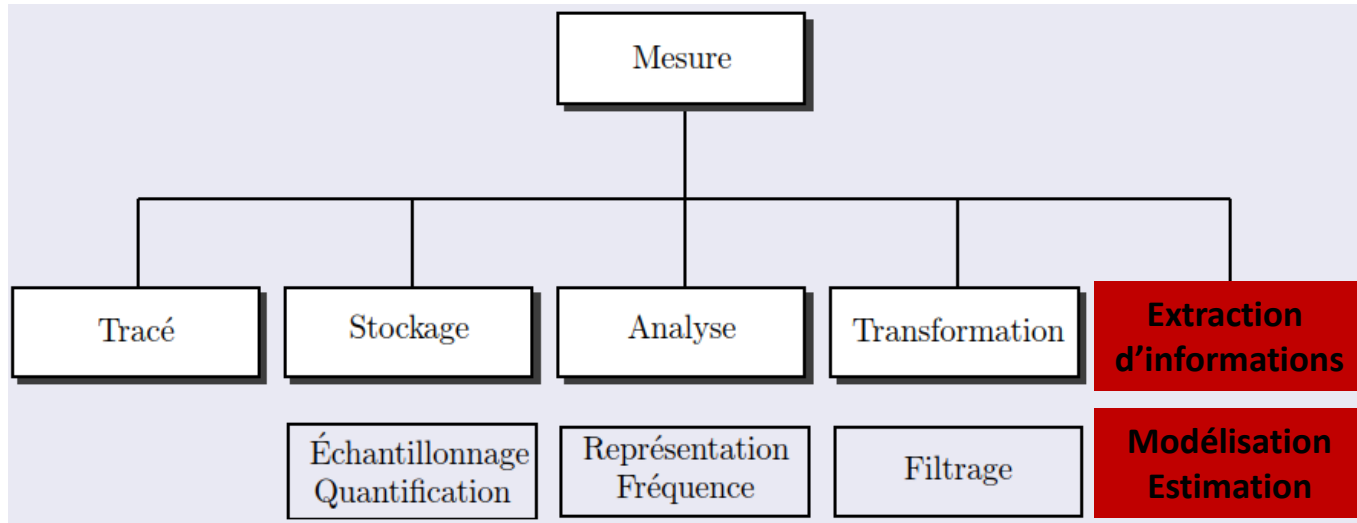 Mesure
Tracé
Stockage
Analyse
Transformation
Extraction
d’informations
Échantillonnage
Quantification
Représentation
Fréquence
Filtrage
Modélisation
Estimation